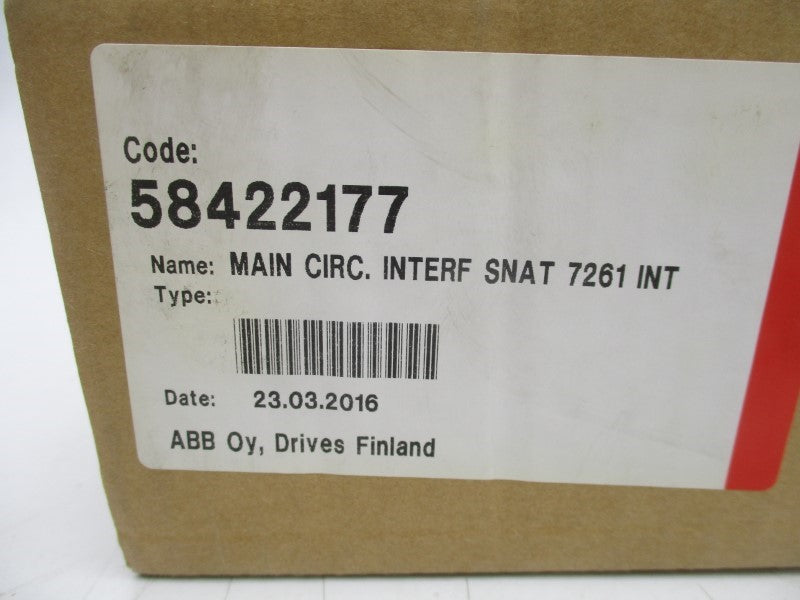 Code:
58422177
Name: MAIN CIRC. INTERF SNAT 7261 INT
Type:
Date: 23.03.2016
ABB Oy, Drives Finland